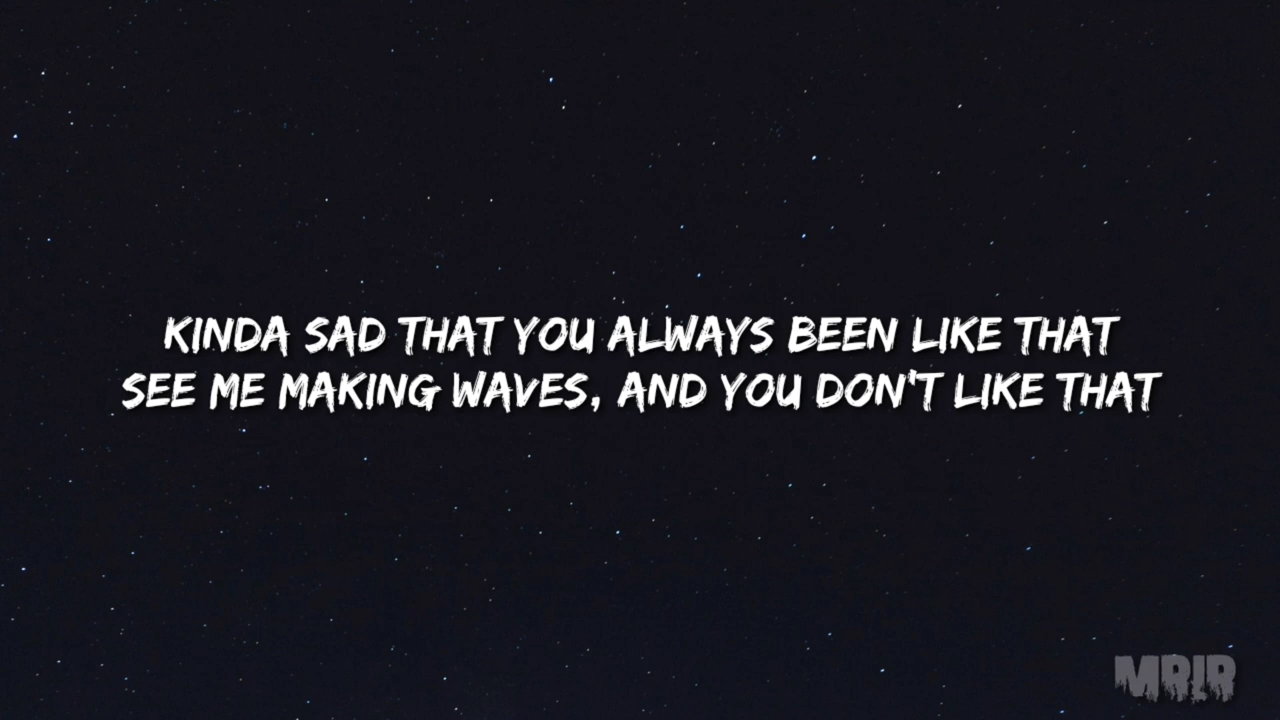 KINDA SAD THAT YOU ALWAYS BEEN LIKE THAT
SEE ME MAKING WAVES, AND YOU DON'T LIKE THAT
MRLR